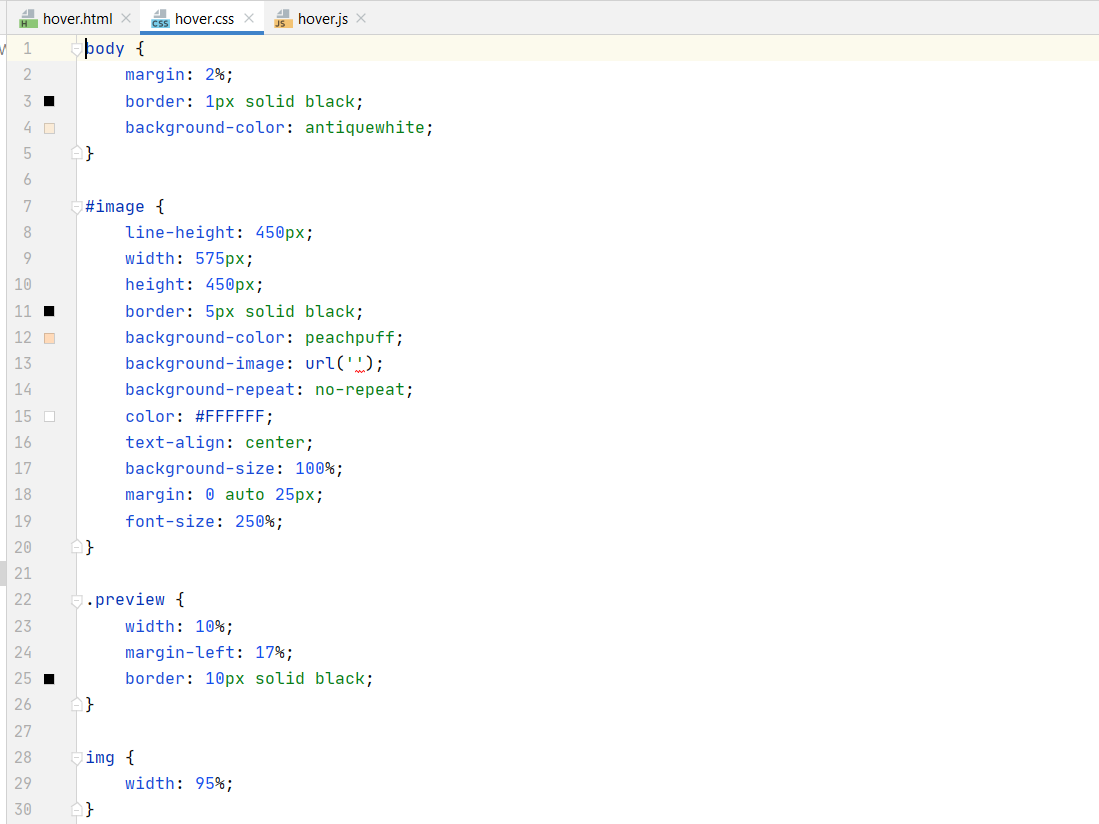 hover.html hover.css hover.js
1 body {
2 margin: 2%;
3 border: 1px solid black;
4 background-color: antiquewhite;
5 }
6
7 #image {
8 line-height: 450px;
9 width: 575px;
10 height: 450px;
11 border: 5px solid black;
12 background-color: peachpuff;
13 background-image: url('');
14 background-repeat: no-repeat;
15 color: #FFFFFF;
16 text-align: center;
17 background-size: 100%;
18 margin: 0 auto 25px;
19 font-size: 250%;
20 }
21
22 .preview {
23 width: 10%;
24 margin-left: 17%;
25 border: 10px solid black;
26 }
27
28 img {
29 width: 95%;
30 }